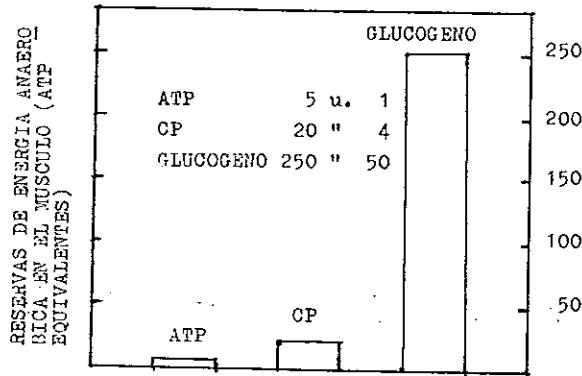 RESERVAS DE ENERGIA ANAERO_
BICA EN EL MUSCULO (ATP
EQUIVALENTES)
GLUCOGENO
ATP 5 u. 1
CP 20 " 4
GLUCOGENO 250 " 50
250
200
150
100
50
ATP
CP